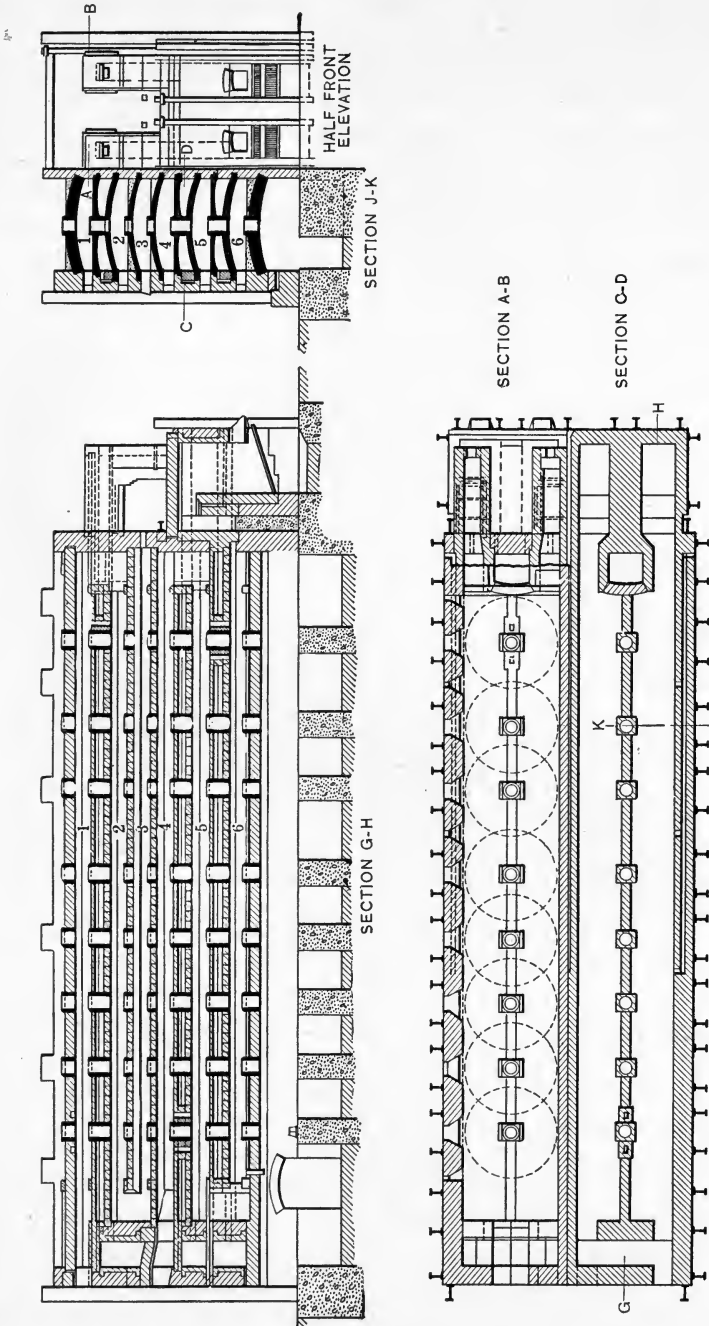 B
A
D
HALF FRONT
ELEVATION
1
2
3
4
5
6
C
SECTION J-K
1
2
3
4
5
6
SECTION G-H
SECTION A-B
SECTION C-D
H
K
G